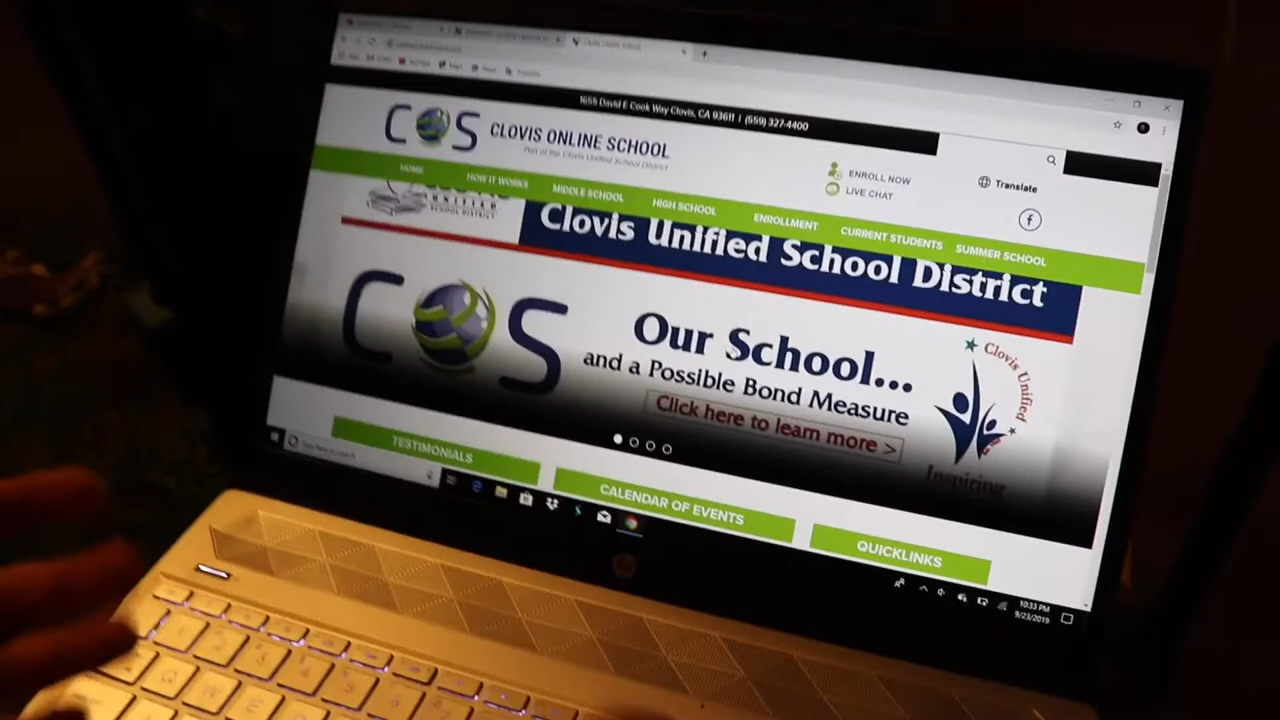 1655 David E Cook Way Clovis, CA 93611 | (559) 327-4400
COS CLOVIS ONLINE SCHOOL
Part of the Clovis Unified School District
ENROLL NOW
LIVE CHAT
Translate
f
HOME HOW IT WORKS MIDDLE SCHOOL HIGH SCHOOL ENROLLMENT CURRENT STUDENTS SUMMER SCHOOL
UNIFIED
SCHOOL DISTRICT
Clovis Unified School District
COS
Our School...
and a Possible Bond Measure
Click here to learn more >
Clovis Unified
Inspiring
TESTIMONIALS
CALENDAR OF EVENTS
QUICKLINKS
10:33 PM
9/23/2019